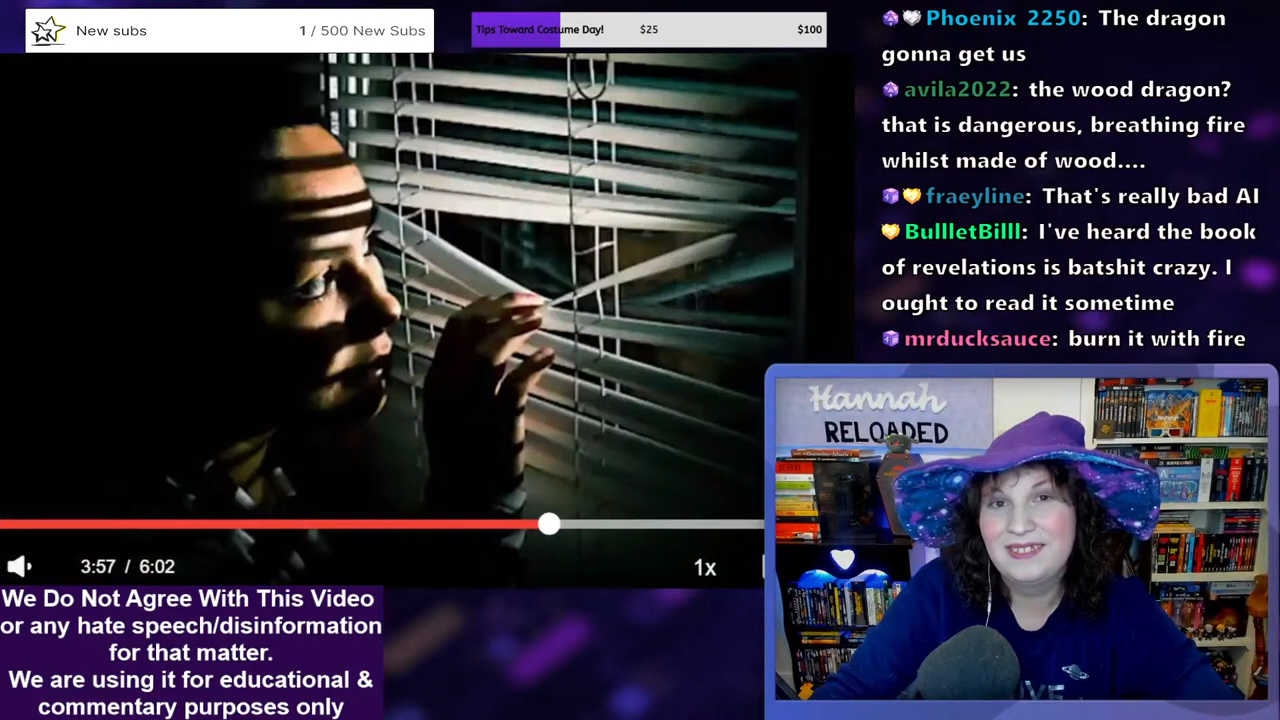 New subs
1 / 500 New Subs
Tips Toward Costume Day!
$25
$100
Phoenix 2250: The dragon
gonna get us
avila2022: the wood dragon?
that is dangerous, breathing fire
whilst made of wood....
fraeyline: That's really bad AI
BullletBilll: I've heard the book
of revelations is batshit crazy. I
ought to read it sometime
mrducksauce: burn it with fire
Hannah
RELOADED
3:57 / 6:02
1x
We Do Not Agree With This Video
or any hate speech/disinformation
for that matter.
We are using it for educational &
commentary purposes only